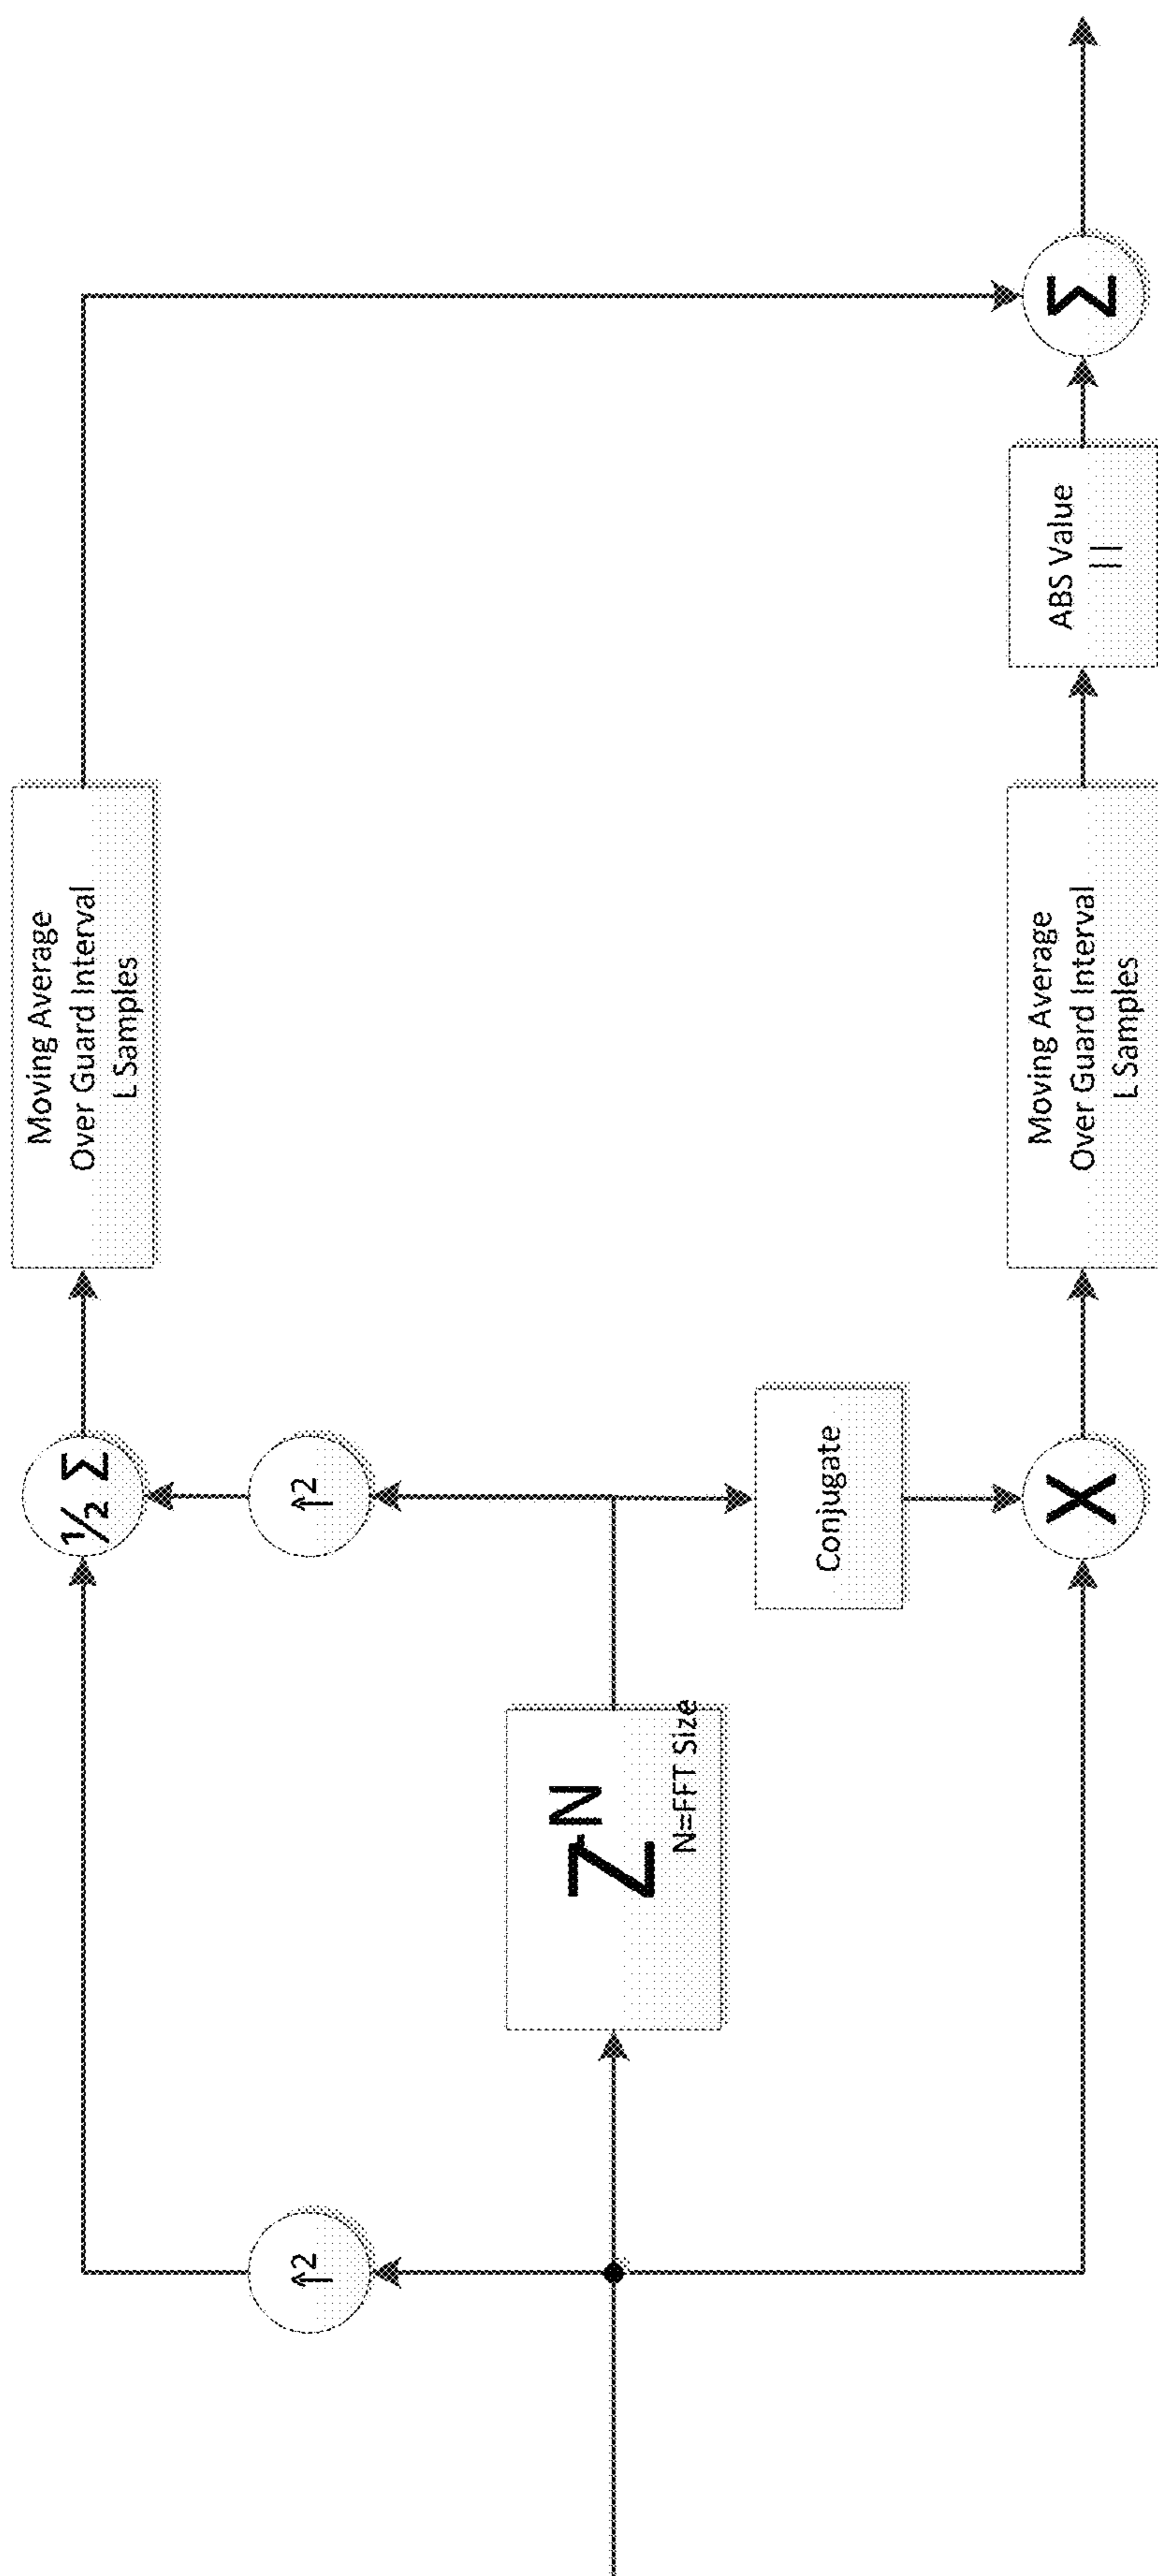 ↑2
½ Σ
↑2
Z-N
N=FFT Size
Conjugate
X
Moving Average
Over Guard Interval
L Samples
Moving Average
Over Guard Interval
L Samples
ABS Value
||
Σ